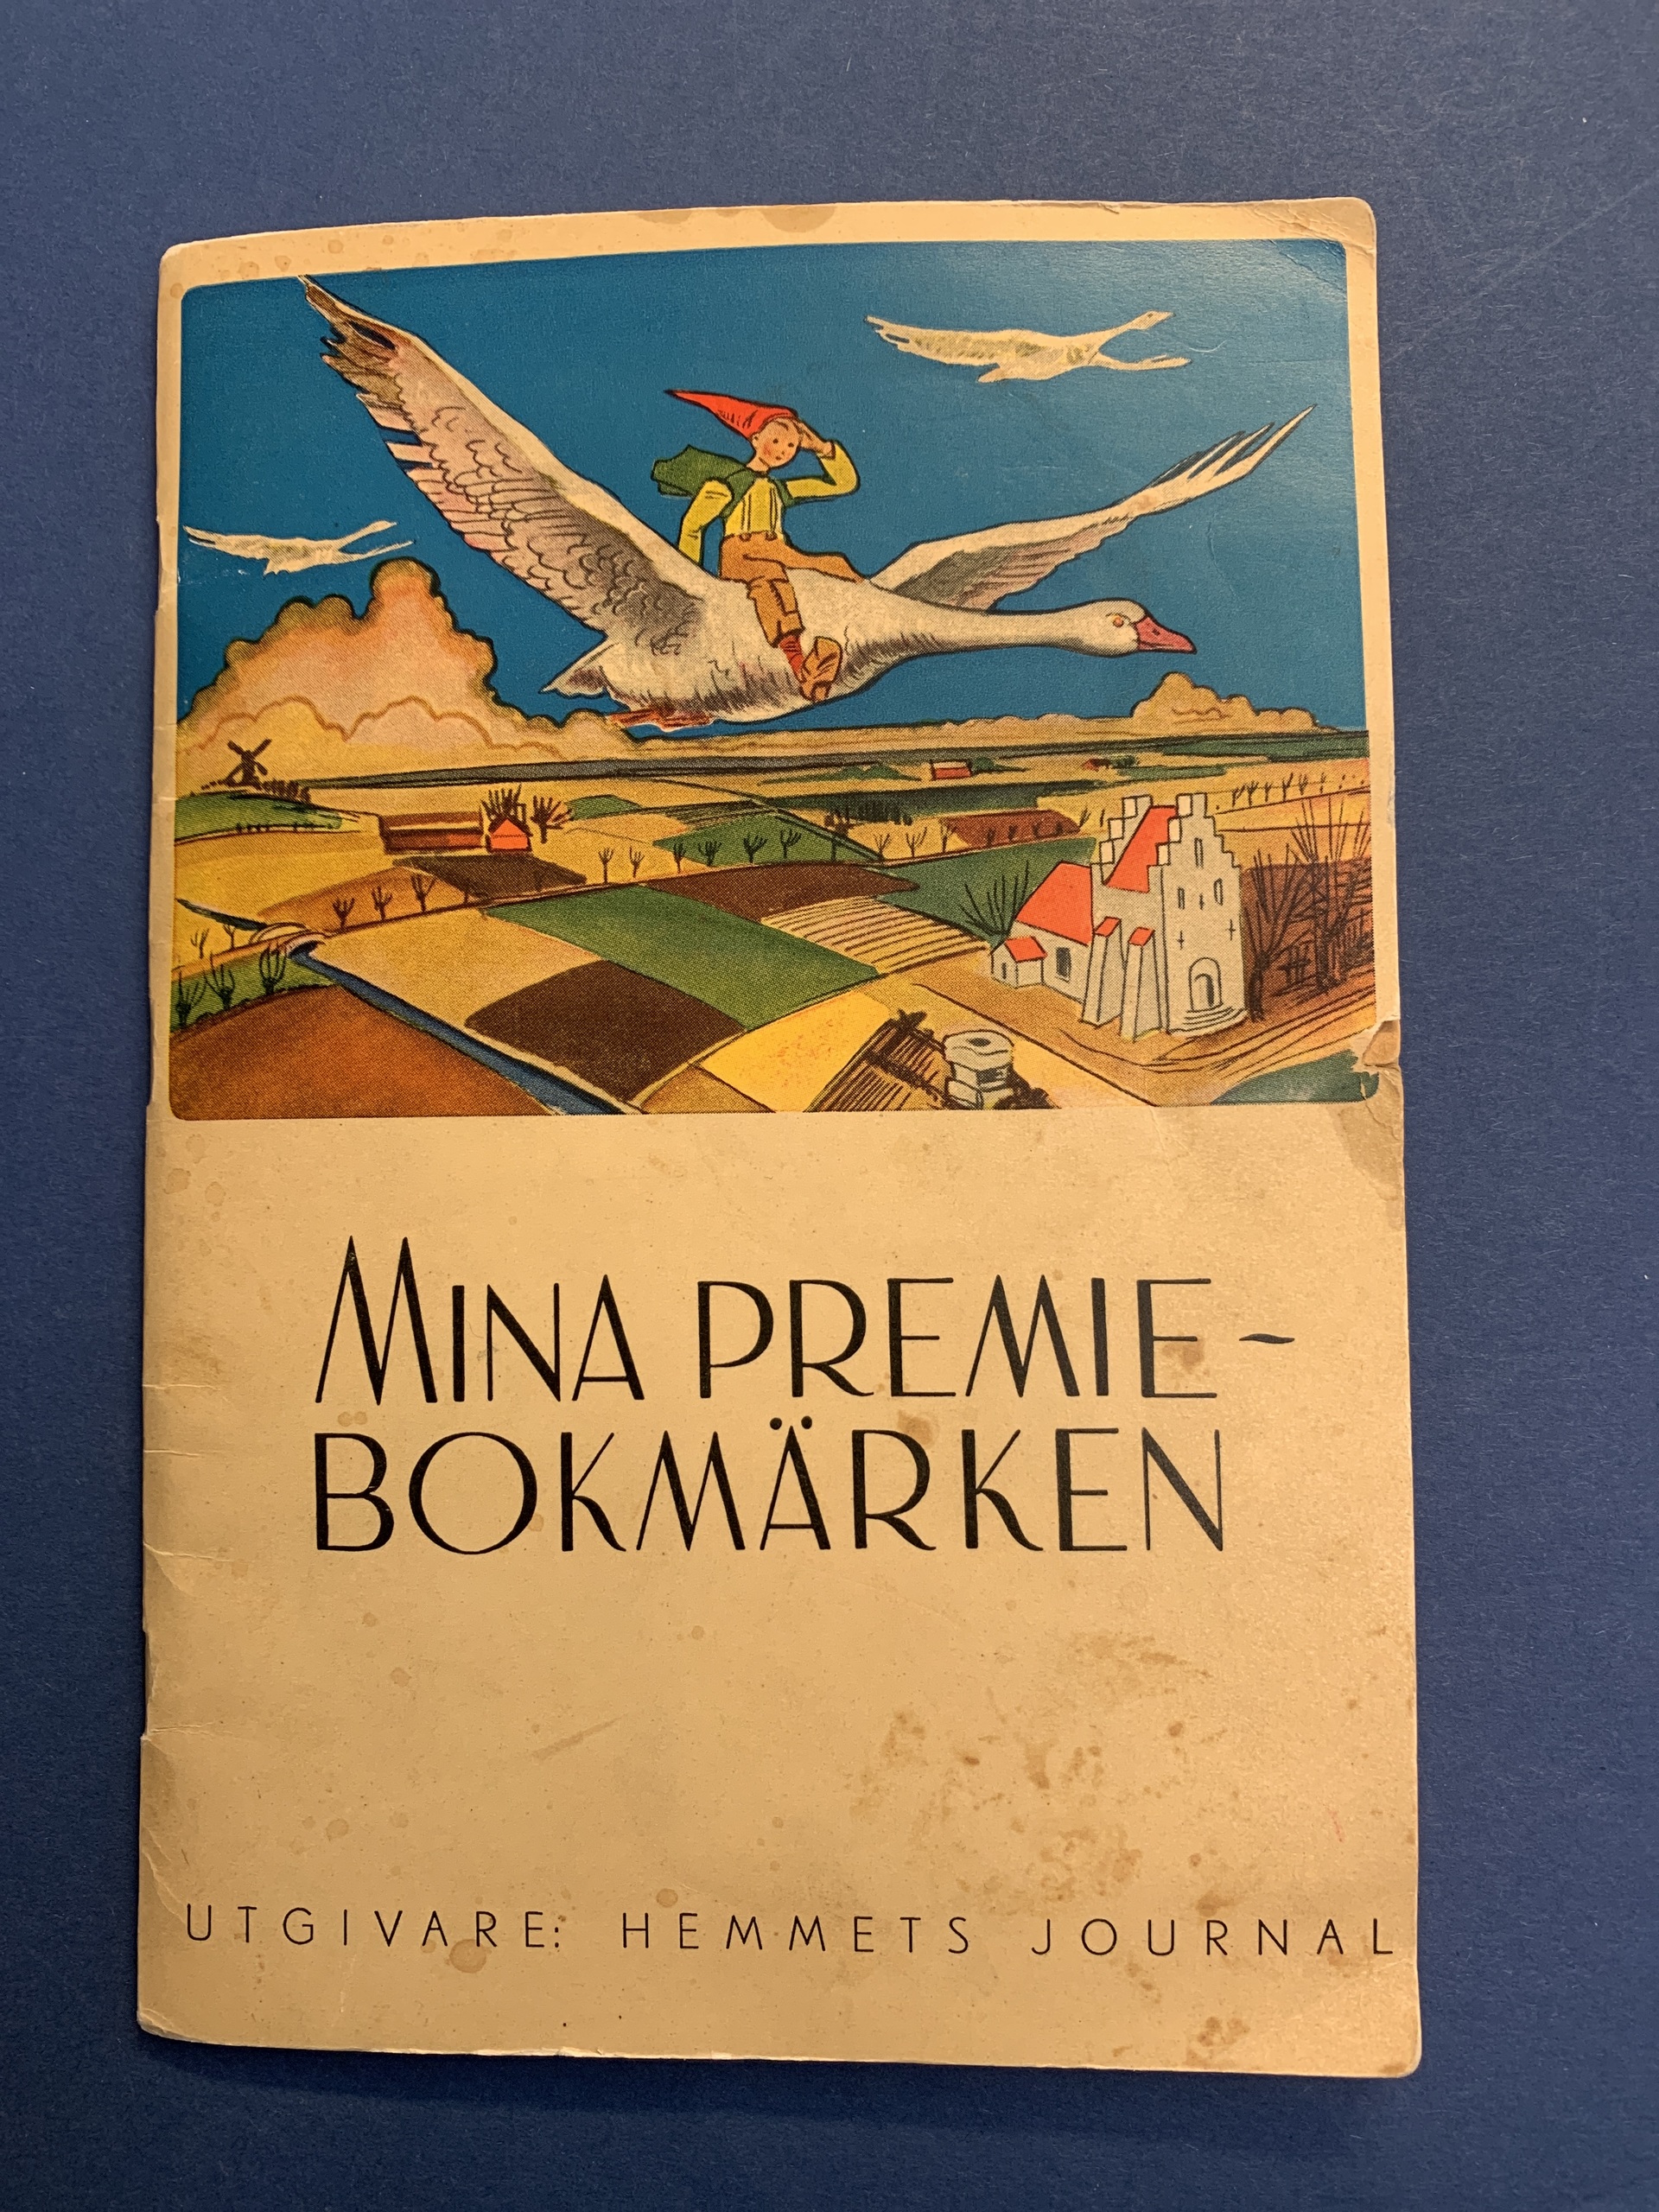 MINA PREMIE-
BOKMÄRKEN
UTGIVARE: HEMMETS JOURNAL